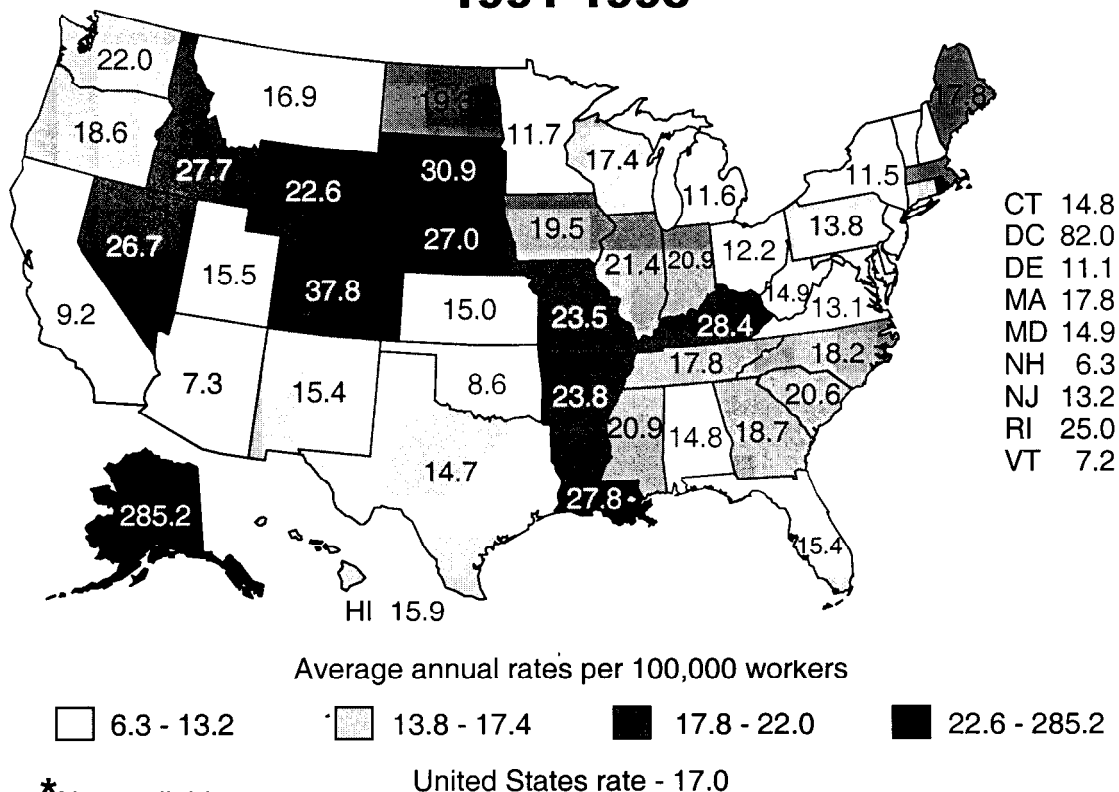 1991-1993
22.0
16.9
11.7
17.8
18.6
17.4
27.7
30.9
11.6
11.5
22.6
CT 14.8
13.8
19.5
DC 82.0
27.0
12.2
26.7
21.4
20.9
DE 11.1
15.5
37.8
14.9
MA 17.8
9.2
15.0
23.5
13.1
28.4
MD 14.9
18.2
17.8
NH 6.3
7.3
15.4
8.6
23.8
20.6
NJ 13.2
20.9
14.8
18.7
RI 25.0
14.7
VT 7.2
27.8
285.2
15.4
HI 15.9
Average annual rates per 100,000 workers
6.3 - 13.2
13.8 - 17.4
17.8 - 22.0
22.6 - 285.2
United States rate - 17.0
*